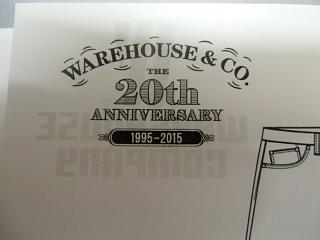 WAREHOUSE & CO.
THE
20th
ANNIVERSARY
1995-2015